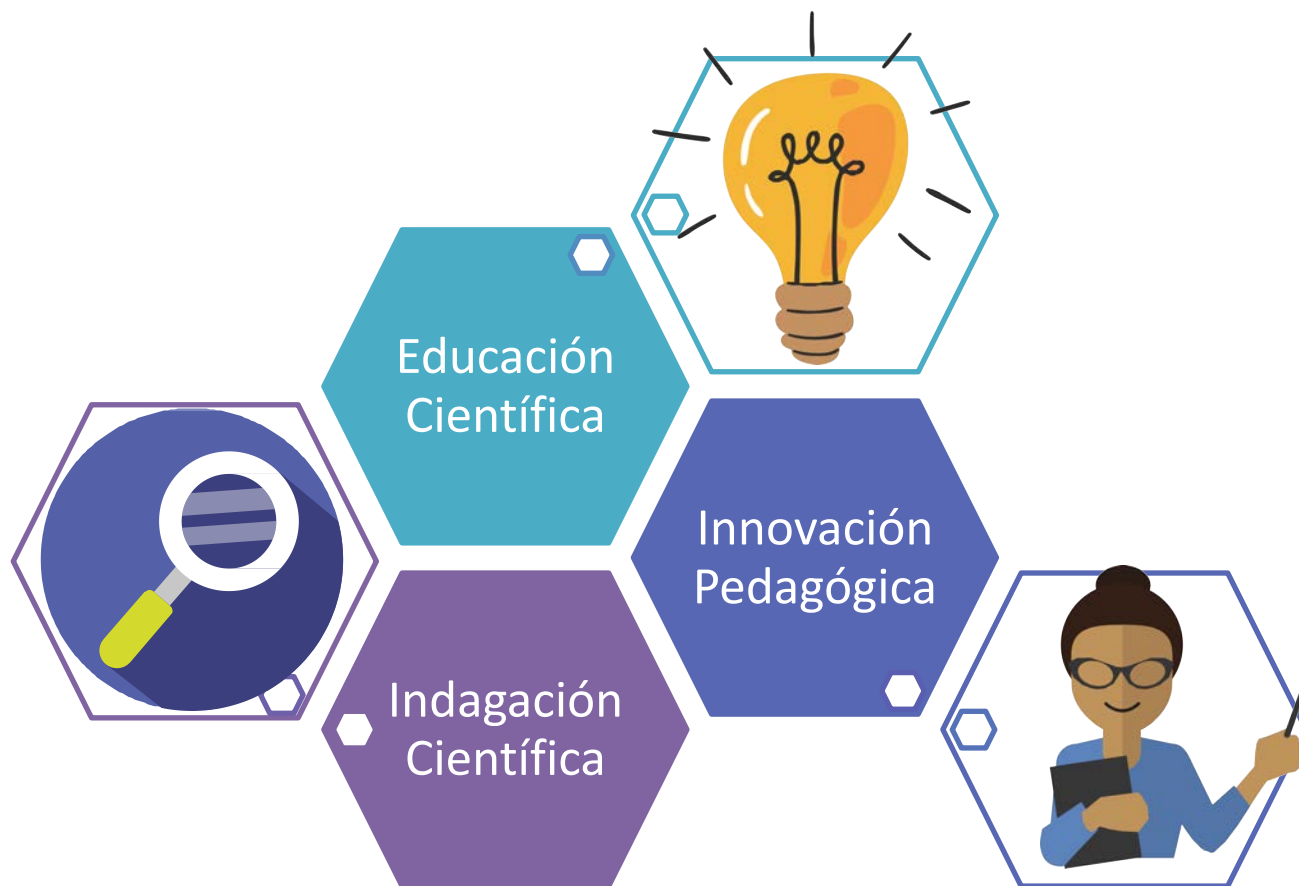 Educación
Científica
Innovación
Pedagógica
Indagación
Científica